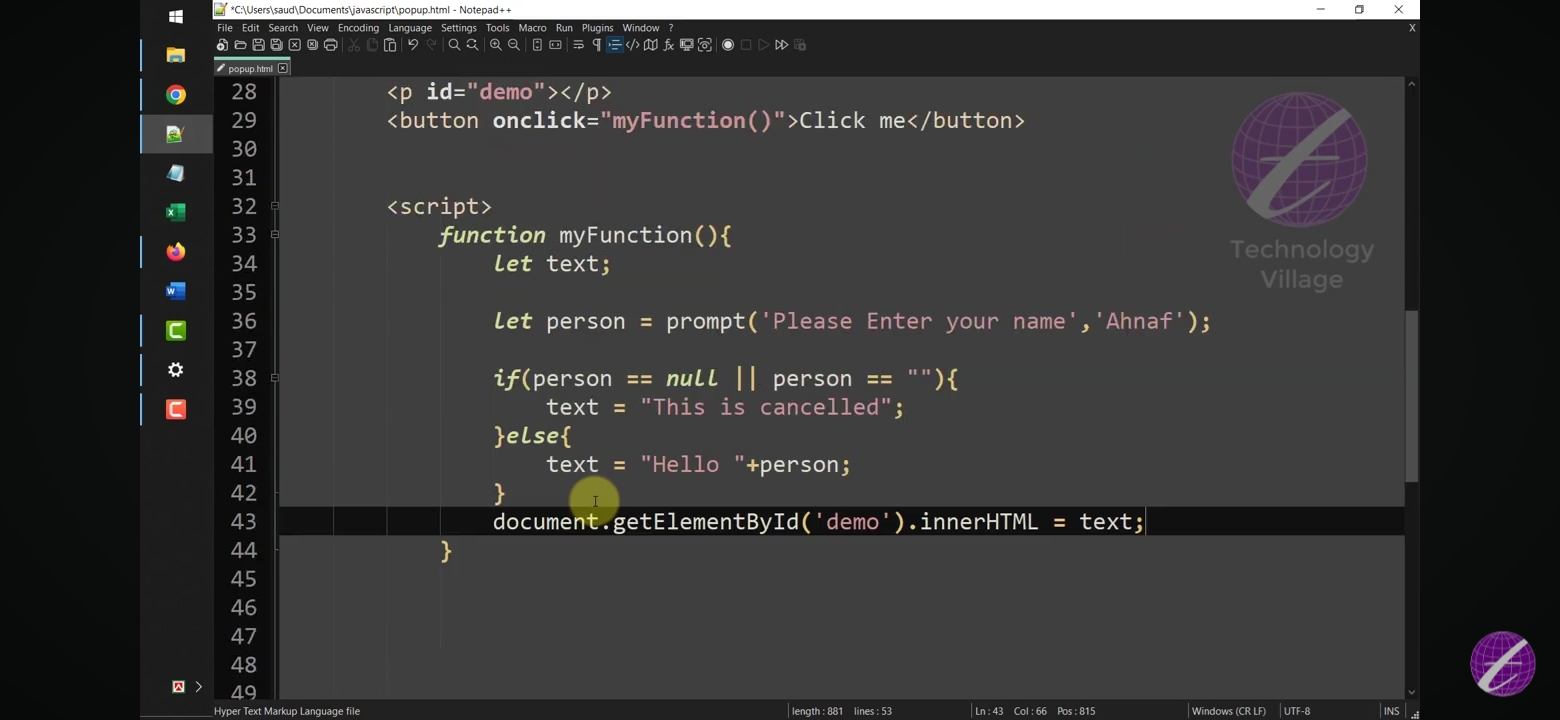 *C:\Users\saud\Documents\javascript\popup.html - Notepad++
File Edit Search View Encoding Language Settings Tools Macro Run Plugins Window ? X
popup.html
28 <p id="demo"></p>
29 <button onclick="myFunction()">Click me</button>
30
31
32 <script>
33 function myFunction(){
34 let text;
35
36 let person = prompt('Please Enter your name','Ahnaf');
37
38 if(person == null || person == ""){
39 text = "This is cancelled";
40 }else{
41 text = "Hello "+person;
42 }
43 document.getElementById('demo').innerHTML = text;
44 }
45
46
47
48
49
Technology
Village
Hyper Text Markup Language file length : 881 lines : 53 Ln : 43 Col : 66 Pos : 815 Windows (CR LF) UTF-8 INS